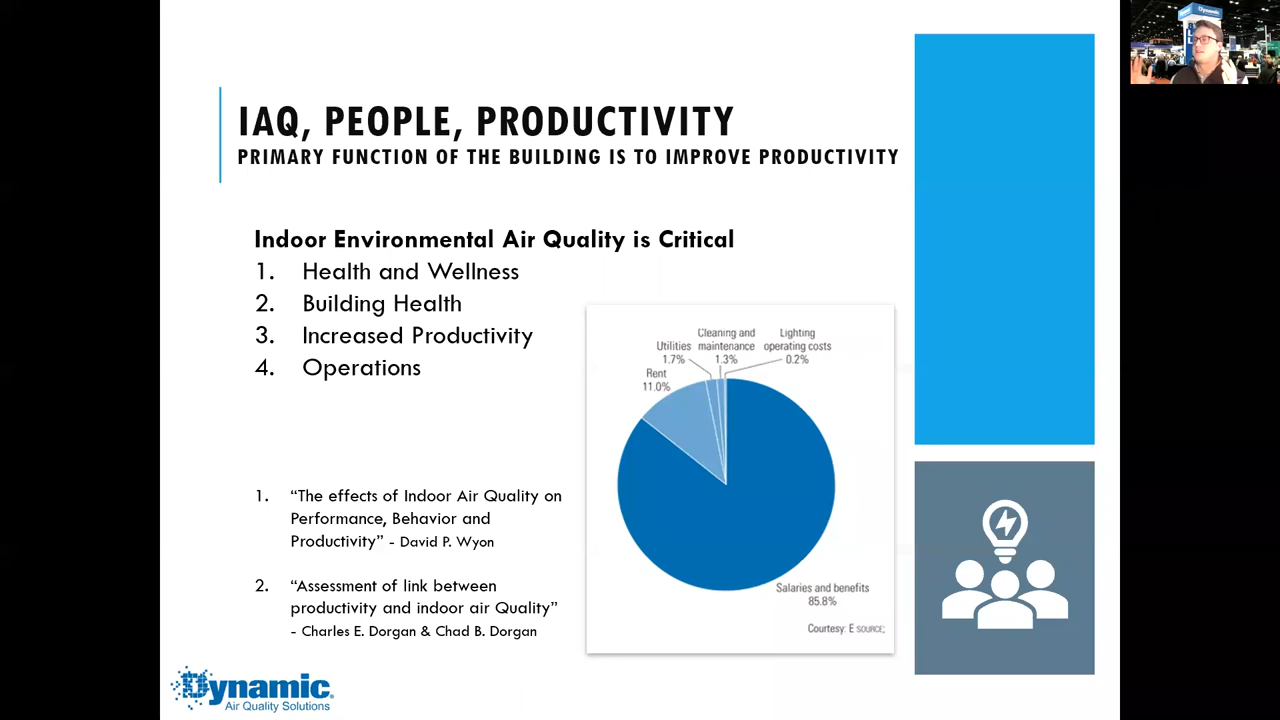 IAQ, PEOPLE, PRODUCTIVITY
PRIMARY FUNCTION OF THE BUILDING IS TO IMPROVE PRODUCTIVITY
Indoor Environmental Air Quality is Critical
1. Health and Wellness
2. Building Health
3. Increased Productivity
4. Operations
1. “The effects of Indoor Air Quality on
Performance, Behavior and
Productivity” - David P. Wyon
2. “Assessment of link between
productivity and indoor air Quality”
- Charles E. Dorgan & Chad B. Dorgan
Cleaning and
maintenance
1.3%
Lighting
operating costs
0.2%
Utilities
1.7%
Rent
11.0%
Salaries and benefits
85.8%
Courtesy: E SOURCE;
Dynamic®
Air Quality Solutions
Dynamic